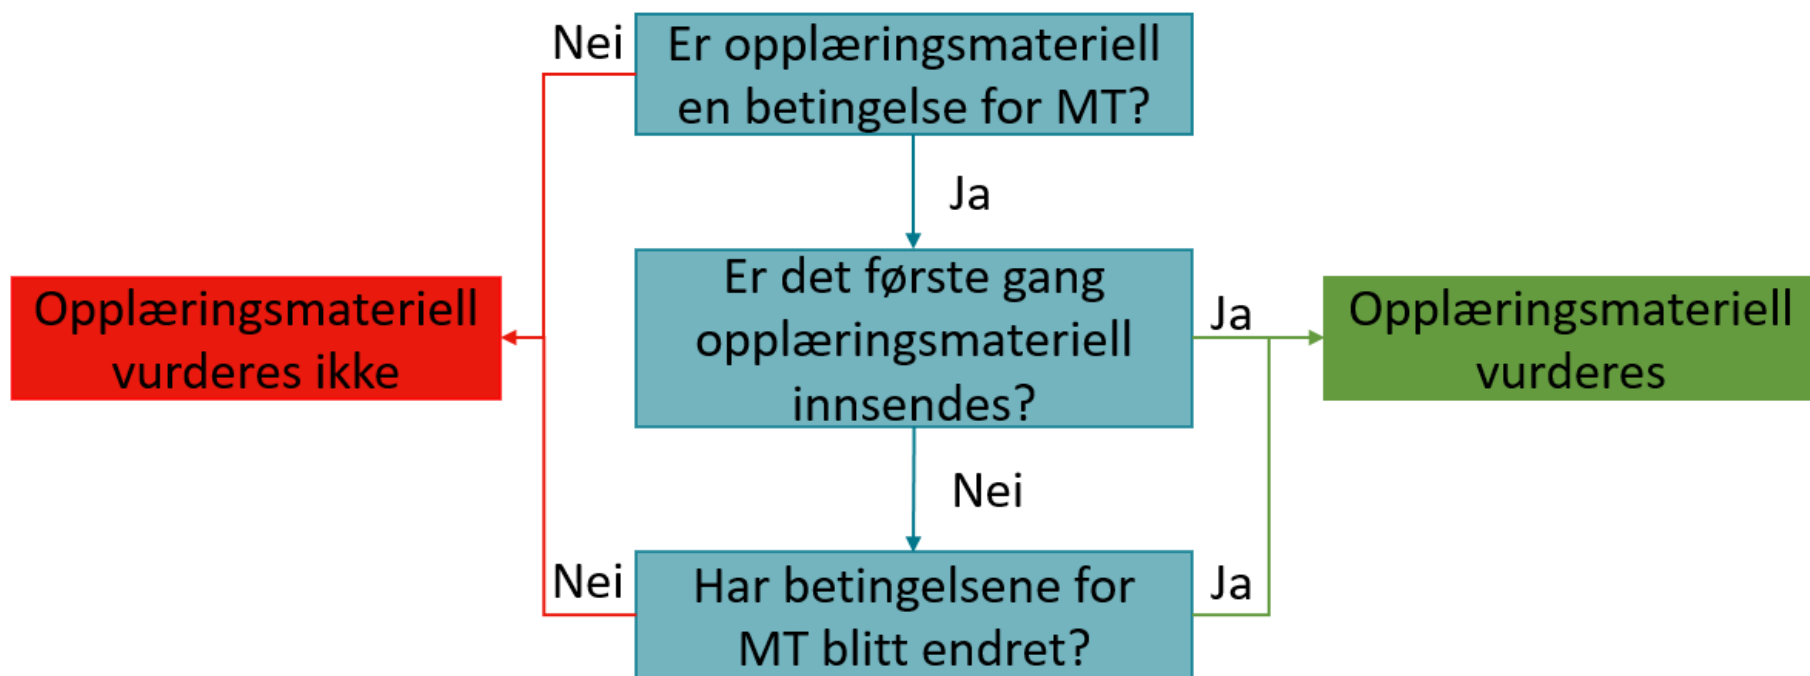 Nei
Er opplæringsmateriell
en betingelse for MT?
Ja
Opplæringsmateriell
vurderes ikke
Er det første gang
opplæringsmateriell
innsendes?
Ja
Opplæringsmateriell
vurderes
Nei
Nei
Har betingelsene for
MT blitt endret?
Ja